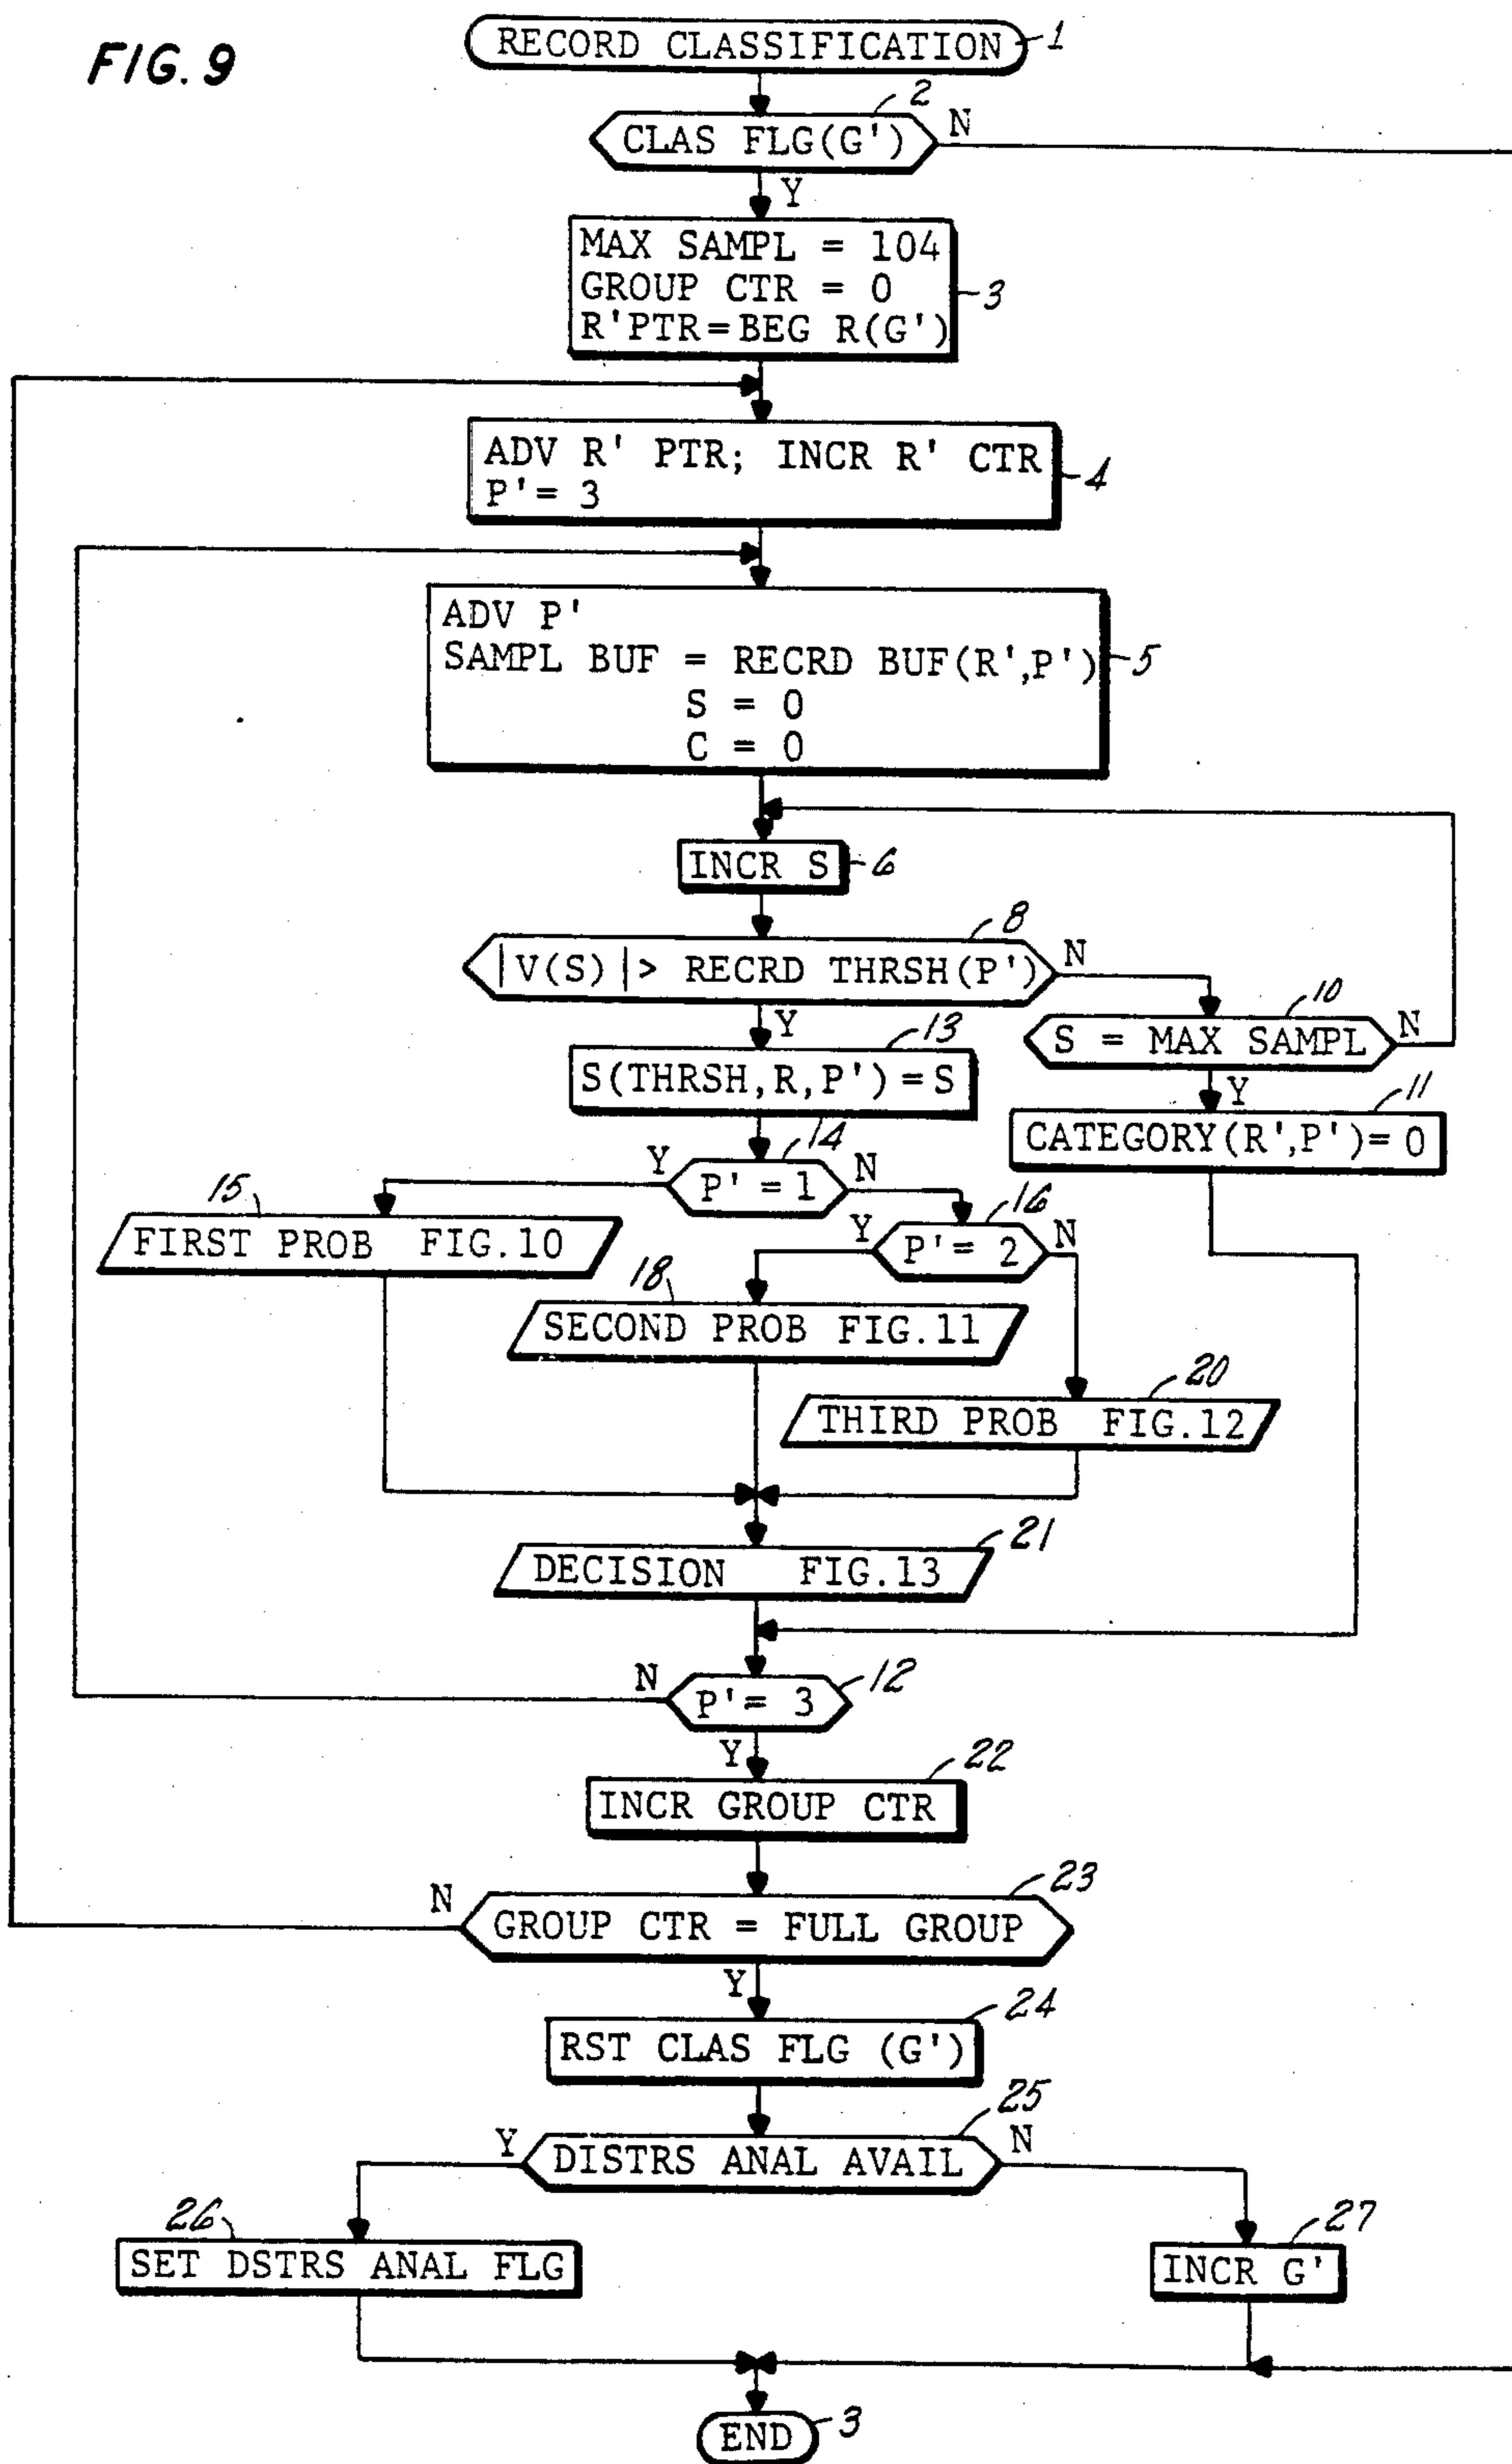 FIG. 9
RECORD CLASSIFICATION
1
2
CLAS FLG(G')
N
Y
MAX SAMPL = 104
GROUP CTR = 0
R'PTR=BEG R(G')
3
ADV R' PTR; INCR R' CTR
P'= 3
4
ADV P'
SAMPL BUF = RECRD BUF(R',P')
S = 0
C = 0
5
INCR S
6
8
|V(S)|> RECRD THRSH(P')
N
Y
10
S = MAX SAMPL
N
Y
13
S(THRSH,R,P')=S
11
CATEGORY(R',P')= 0
14
Y
P' = 1
N
15
FIRST PROB FIG.10
16
Y
P'= 2
N
18
SECOND PROB FIG.11
20
THIRD PROB FIG.12
21
DECISION FIG.13
N
P'= 3
12
Y
22
INCR GROUP CTR
N
23
GROUP CTR = FULL GROUP
Y
24
RST CLAS FLG (G')
25
Y
DISTRS ANAL AVAIL
N
26
SET DSTRS ANAL FLG
27
INCR G'
END
3